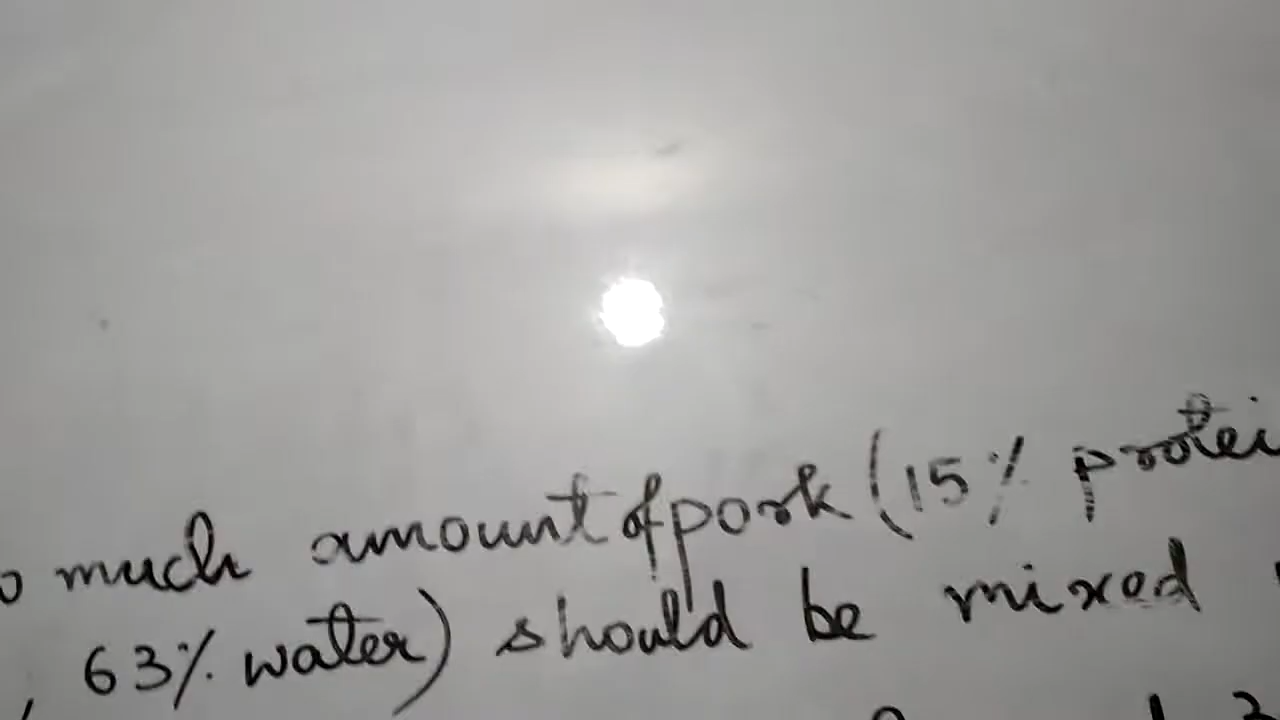 much amount of pork (15% protei
, 63% water) should be mixed